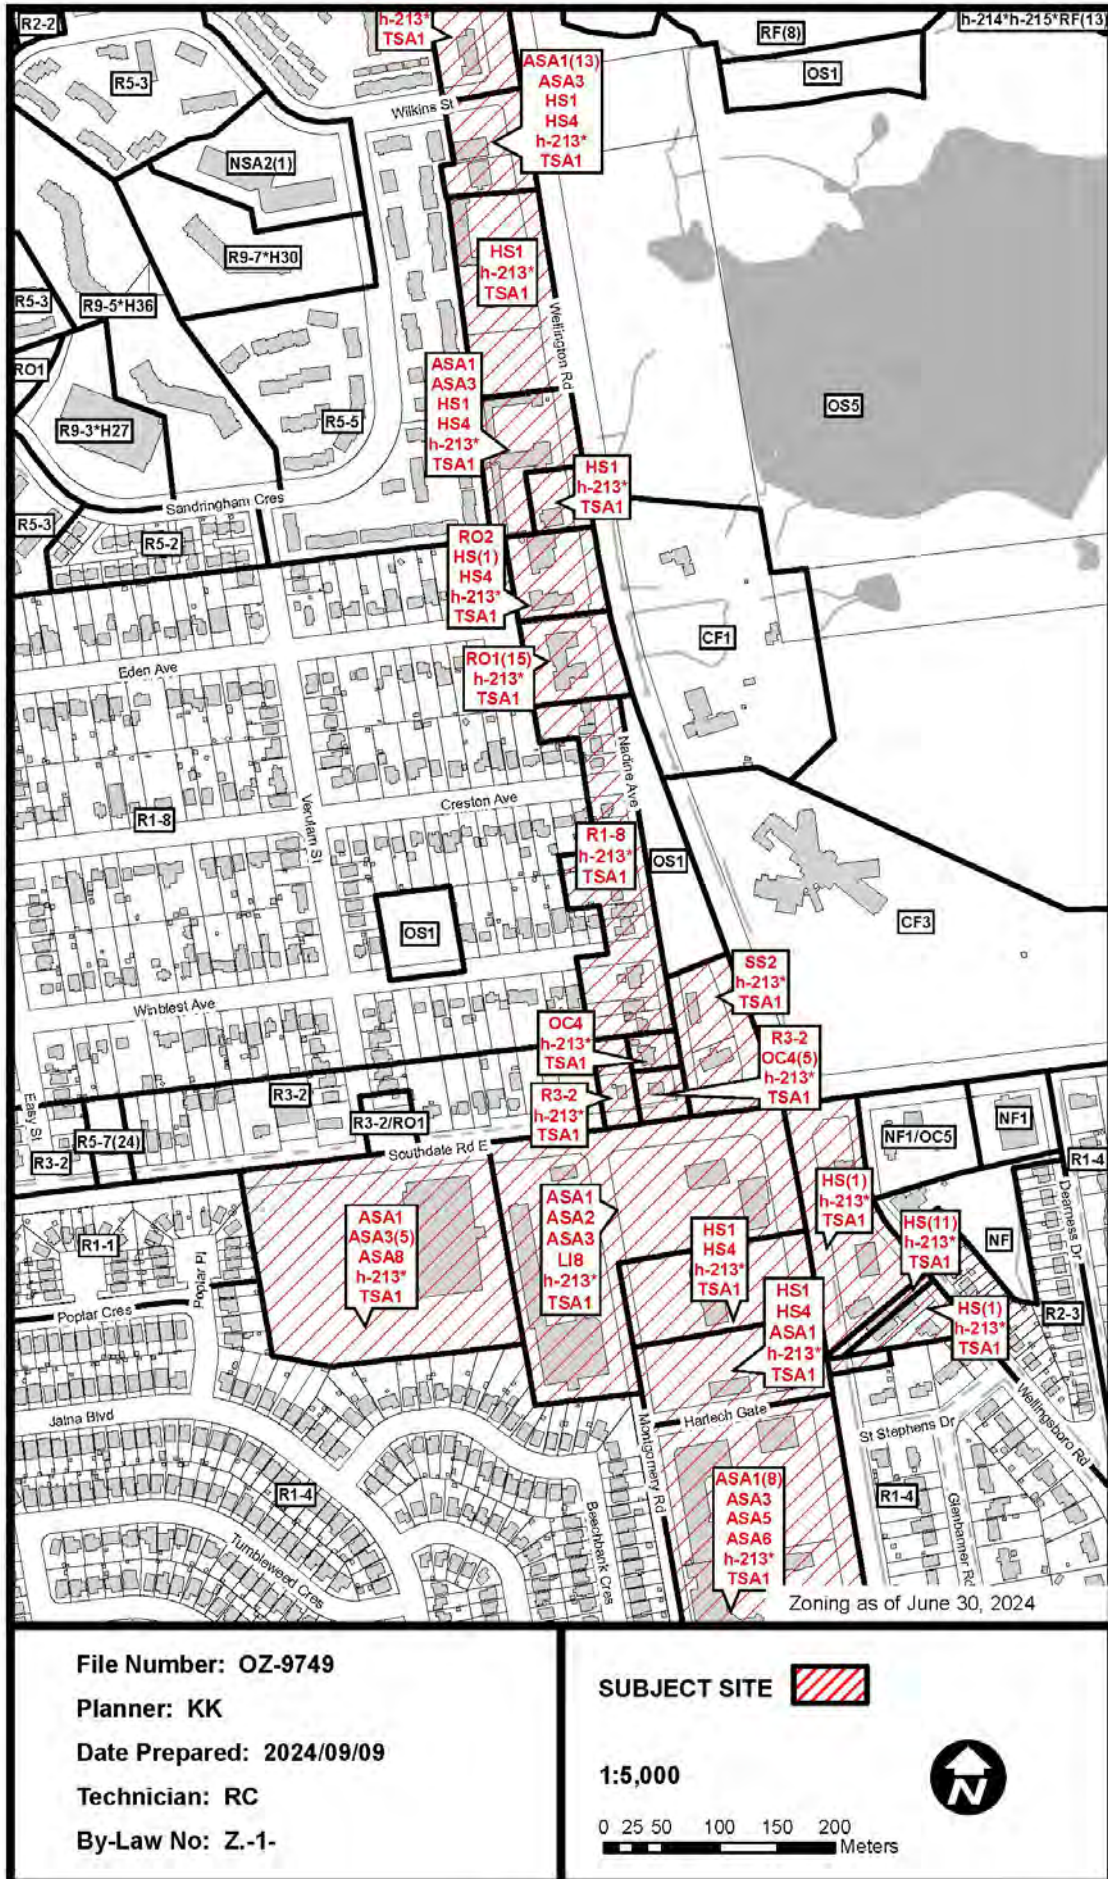 R2-2
h-213*
TSA1
RF(8)
h-214*h-215*RF(13)
OS1
R5-3
Wilkins St
ASA1(13)
ASA3
HS1
HS4
h-213*
TSA1
NSA2(1)
R9-7*H30
HS1
h-213*
TSA1
R5-3
R9-5*H36
Wellington Rd
RO1
ASA1
ASA3
HS1
HS4
h-213*
TSA1
OS5
R9-3*H27
R5-5
HS1
h-213*
TSA1
Sandringham Cres
R5-3
R5-2
RO2
HS(1)
HS4
h-213*
TSA1
CF1
Eden Ave
RO1(15)
h-213*
TSA1
Nadine Ave
Creston Ave
Verulam St
R1-8
R1-8
h-213*
TSA1
OS1
OS1
CF3
SS2
h-213*
TSA1
Winblest Ave
OC4
h-213*
TSA1
R3-2
OC4(5)
h-213*
TSA1
R3-2
h-213*
TSA1
Easy St
R3-2
R3-2/RO1
R5-7(24)
R3-2
Southdale Rd E
NF1/OC5
NF1
R1-4
Dearness Dr
HS(1)
h-213*
TSA1
HS(11)
h-213*
TSA1
NF
R1-1
Poplar Pl
ASA1
ASA3(5)
ASA8
h-213*
TSA1
ASA1
ASA2
ASA3
LI8
h-213*
TSA1
HS1
HS4
h-213*
TSA1
HS1
HS4
ASA1
h-213*
TSA1
HS(1)
h-213*
TSA1
R2-3
Poplar Cres
Jalna Blvd
Montgomery Rd
Harlech Gate
St Stephens Dr
Wellingsboro Rd
R1-4
Beechbank Cres
ASA1(8)
ASA3
ASA5
ASA6
h-213*
TSA1
R1-4
Glenbanner Rd
Tumbleweed Cres
Zoning as of June 30, 2024
File Number: OZ-9749
Planner: KK
Date Prepared: 2024/09/09
Technician: RC
By-Law No: Z.-1-
SUBJECT SITE
1:5,000
N
0 25 50 100 150 200
Meters